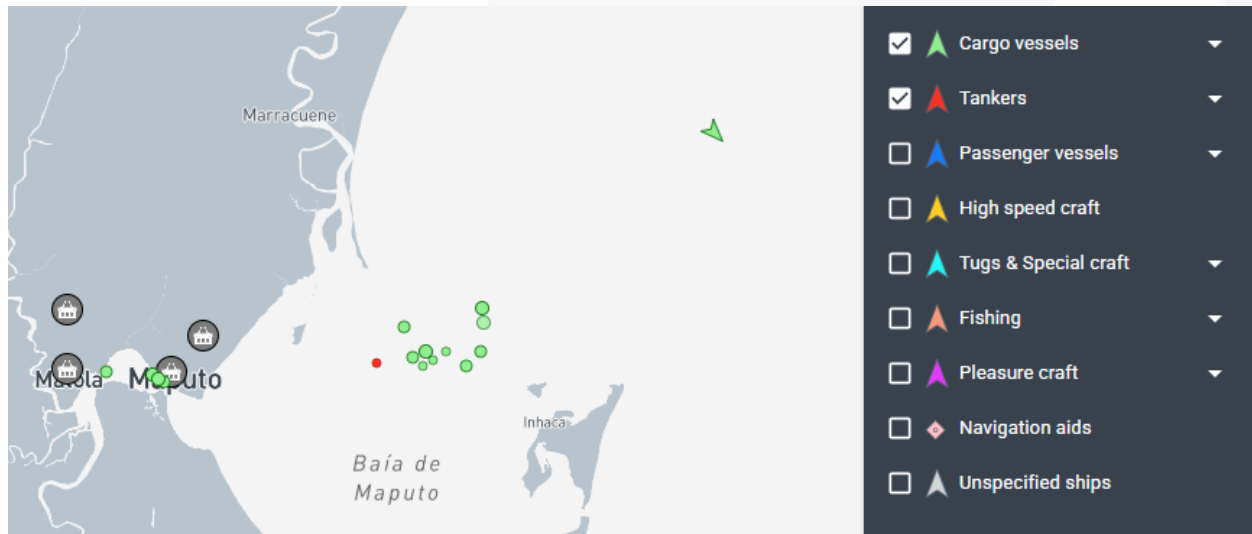 Marracuene
Matola
Maputo
Inhaca
Baía de
Maputo
Cargo vessels
Tankers
Passenger vessels
High speed craft
Tugs & Special craft
Fishing
Pleasure craft
Navigation aids
Unspecified ships